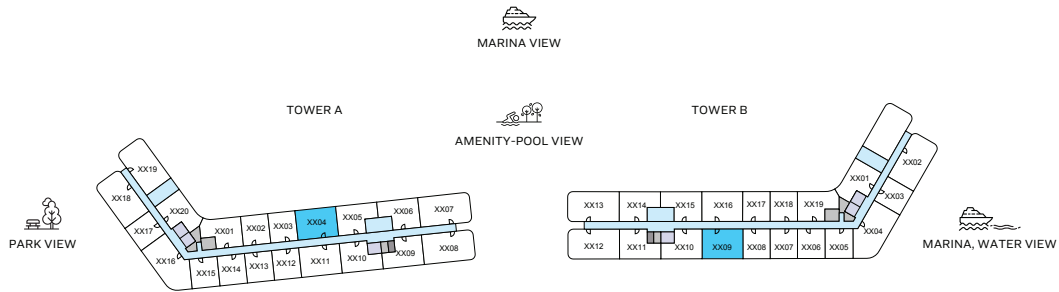 MARINA VIEW
TOWER A
TOWER B
AMENITY-POOL VIEW
PARK VIEW
MARINA, WATER VIEW
XX19
XX18
XX20
XX17
XX16
XX01
XX02
XX03
XX04
XX05
XX06
XX07
XX15
XX14
XX13
XX12
XX11
XX10
XX09
XX08
XX13
XX14
XX15
XX16
XX17
XX18
XX19
XX01
XX02
XX03
XX04
XX12
XX11
XX10
XX09
XX08
XX07
XX06
XX05